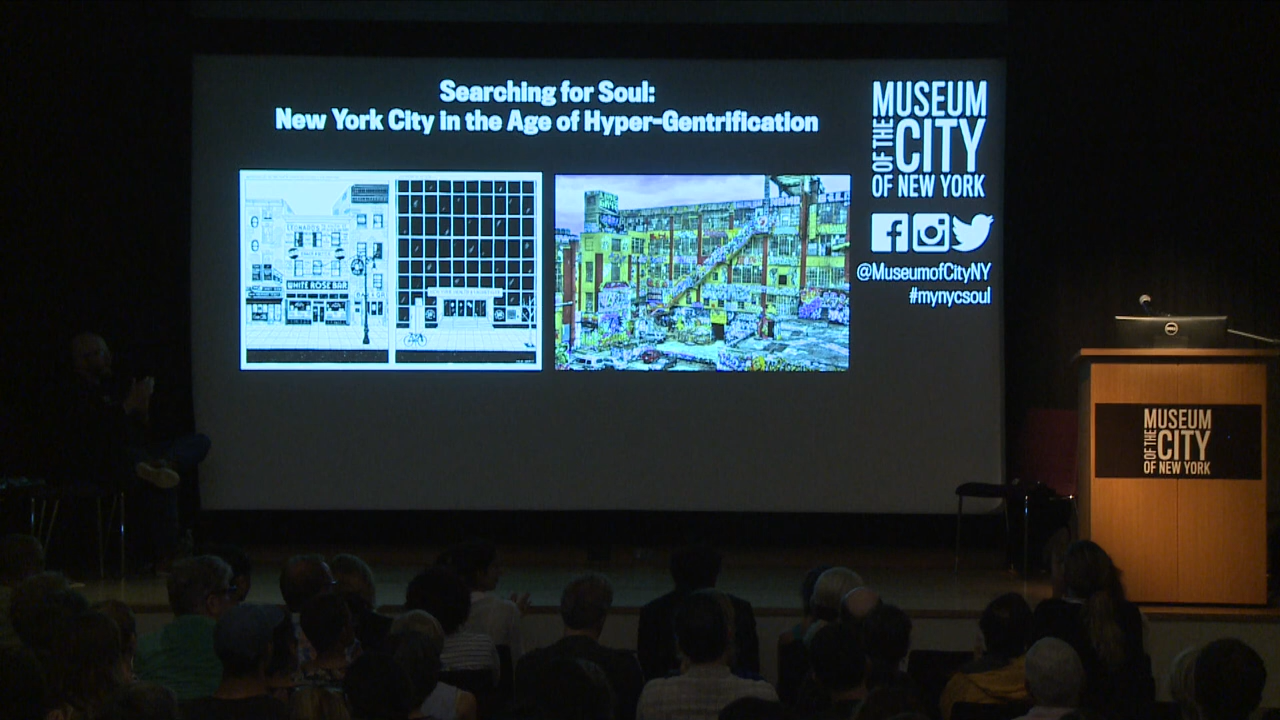 Searching for Soul:
New York City in the Age of Hyper-Gentrification
MUSEUM
OF THE
CITY
OF NEW YORK
@MuseumofCityNY
#mynycsoul
WHITE ROSE BAR
DELL
MUSEUM
OF THE
CITY
OF NEW YORK